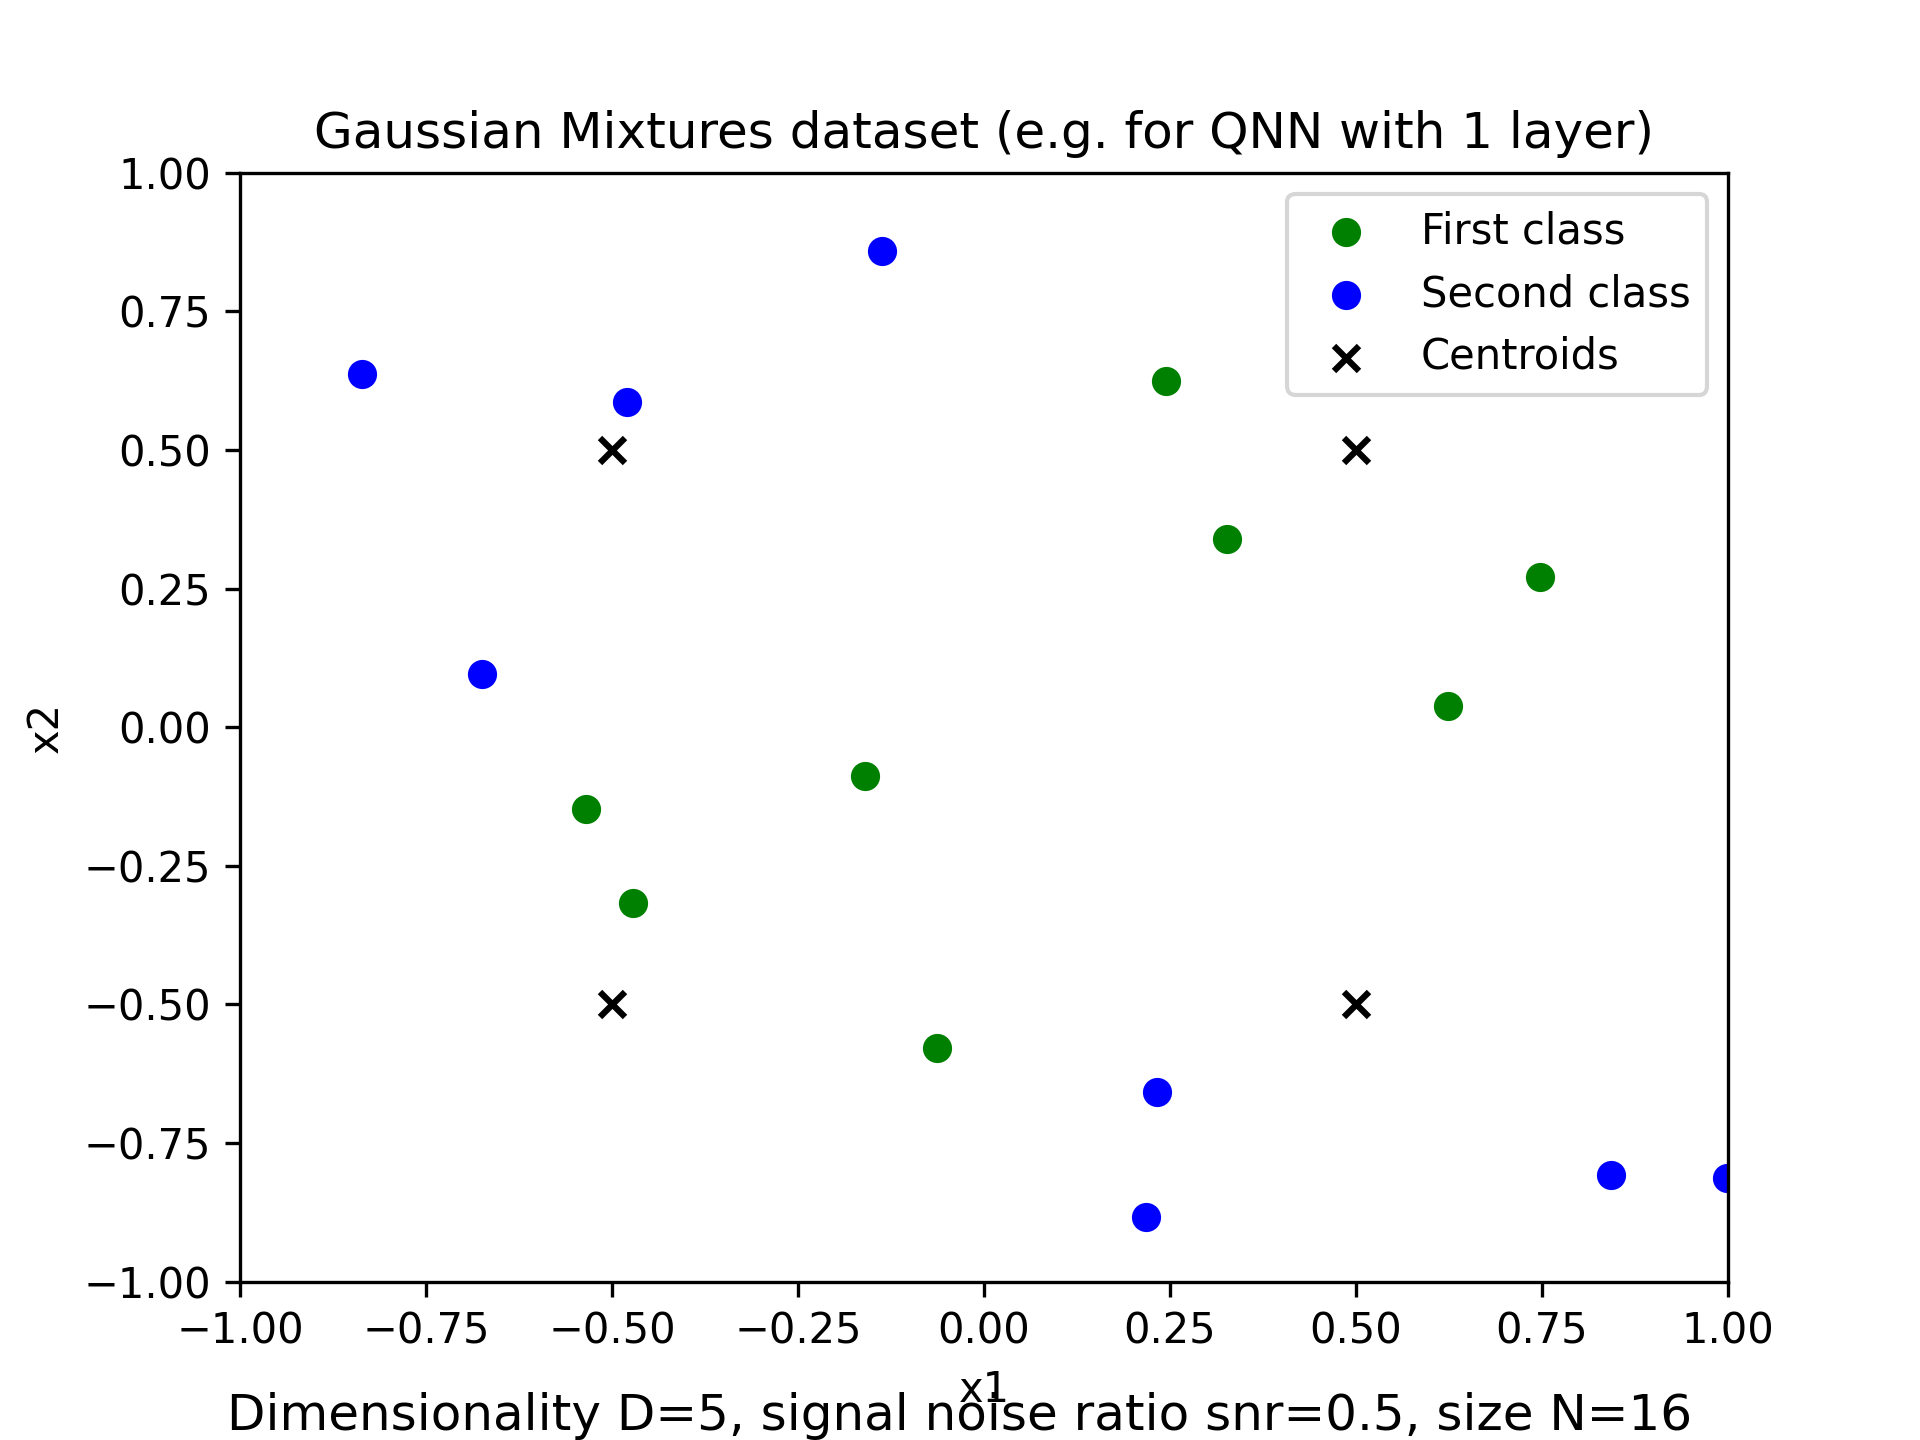 Gaussian Mixtures dataset (e.g. for QNN with 1 layer)
First class
Second class
Centroids
1.00
0.75
0.50
0.25
0.00
−0.25
−0.50
−0.75
−1.00
x2
−1.00 −0.75 −0.50 −0.25 0.00 0.25 0.50 0.75 1.00
x1
Dimensionality D=5, signal noise ratio snr=0.5, size N=16